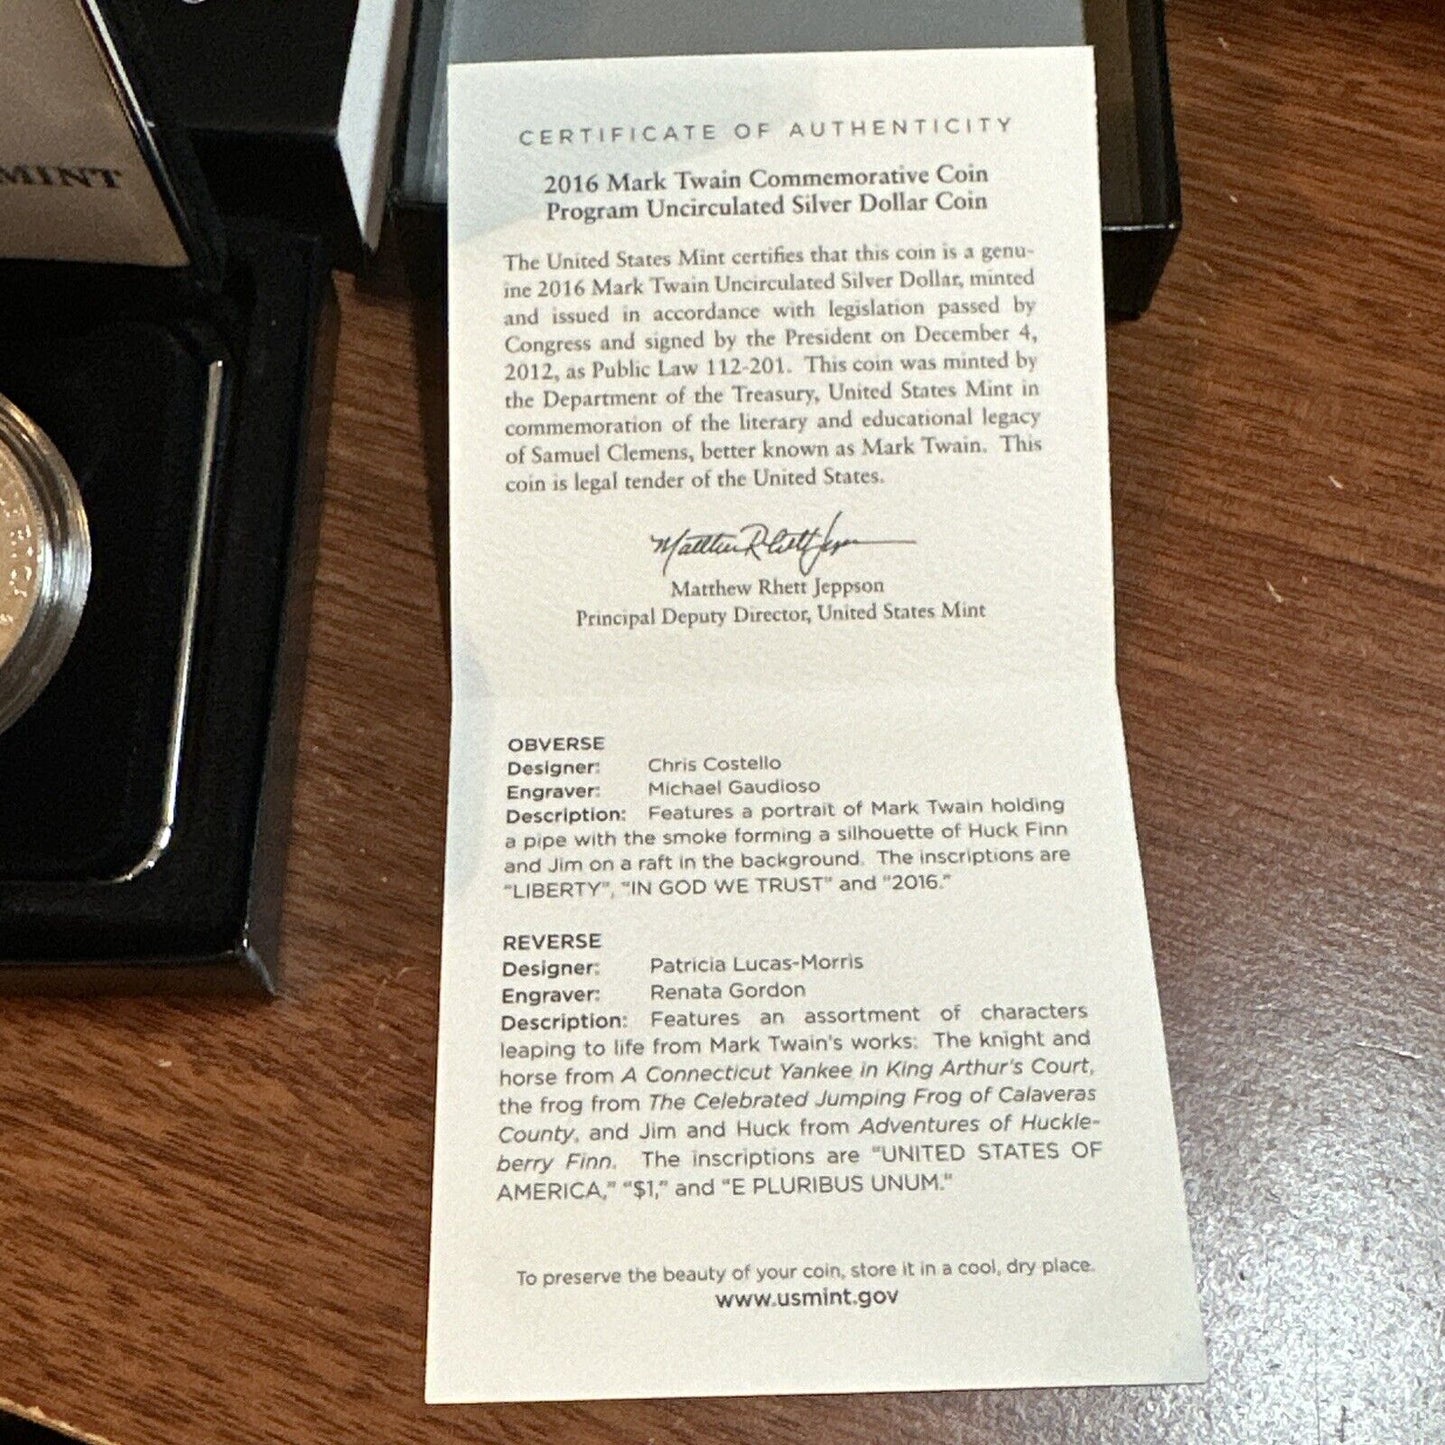 MINT
CERTIFICATE OF AUTHENTICITY
2016 Mark Twain Commemorative Coin
Program Uncirculated Silver Dollar Coin
The United States Mint certifies that this coin is a genu-
ine 2016 Mark Twain Uncirculated Silver Dollar, minted
and issued in accordance with legislation passed by
Congress and signed by the President on December 4,
2012, as Public Law 112-201. This coin was minted by
the Department of the Treasury, United States Mint in
commemoration of the literary and educational legacy
of Samuel Clemens, better known as Mark Twain. This
coin is legal tender of the United States.
Matthew Rhett Jeppson
Matthew Rhett Jeppson
Principal Deputy Director, United States Mint
OBVERSE
Designer: Chris Costello
Engraver: Michael Gaudioso
Description: Features a portrait of Mark Twain holding
a pipe with the smoke forming a silhouette of Huck Finn
and Jim on a raft in the background. The inscriptions are
"LIBERTY", "IN GOD WE TRUST" and "2016."
REVERSE
Designer: Patricia Lucas-Morris
Engraver: Renata Gordon
Description: Features an assortment of characters
leaping to life from Mark Twain's works: The knight and
horse from A Connecticut Yankee in King Arthur's Court,
the frog from The Celebrated Jumping Frog of Calaveras
County, and Jim and Huck from Adventures of Huckle-
berry Finn. The inscriptions are "UNITED STATES OF
AMERICA," "$1," and "E PLURIBUS UNUM."
To preserve the beauty of your coin, store it in a cool, dry place.
www.usmint.gov